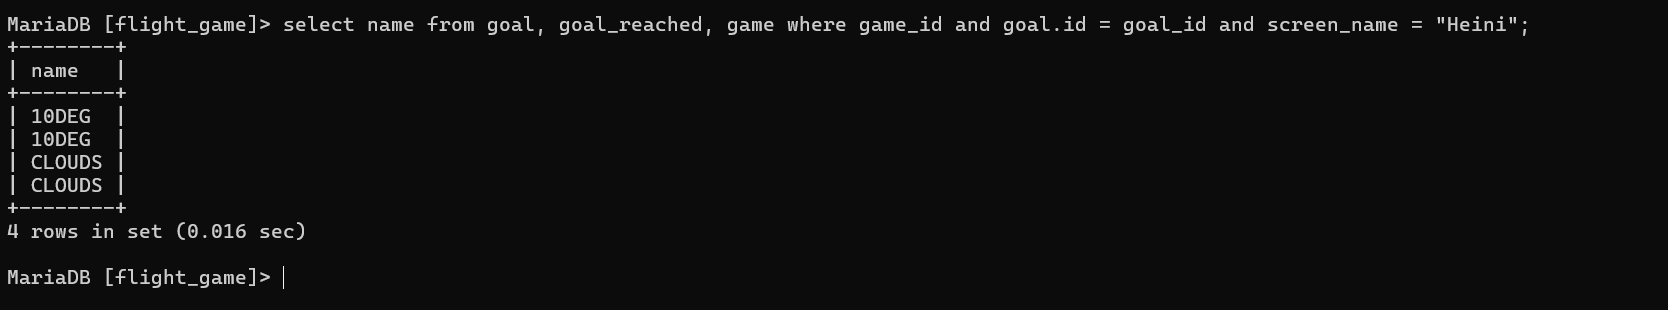 MariaDB [flight_game]> select name from goal, goal_reached, game where game_id and goal.id = goal_id and screen_name = "Heini";
+--------+
| name   |
+--------+
| 10DEG  |
| 10DEG  |
| CLOUDS |
| CLOUDS |
+--------+
4 rows in set (0.016 sec)
MariaDB [flight_game]>